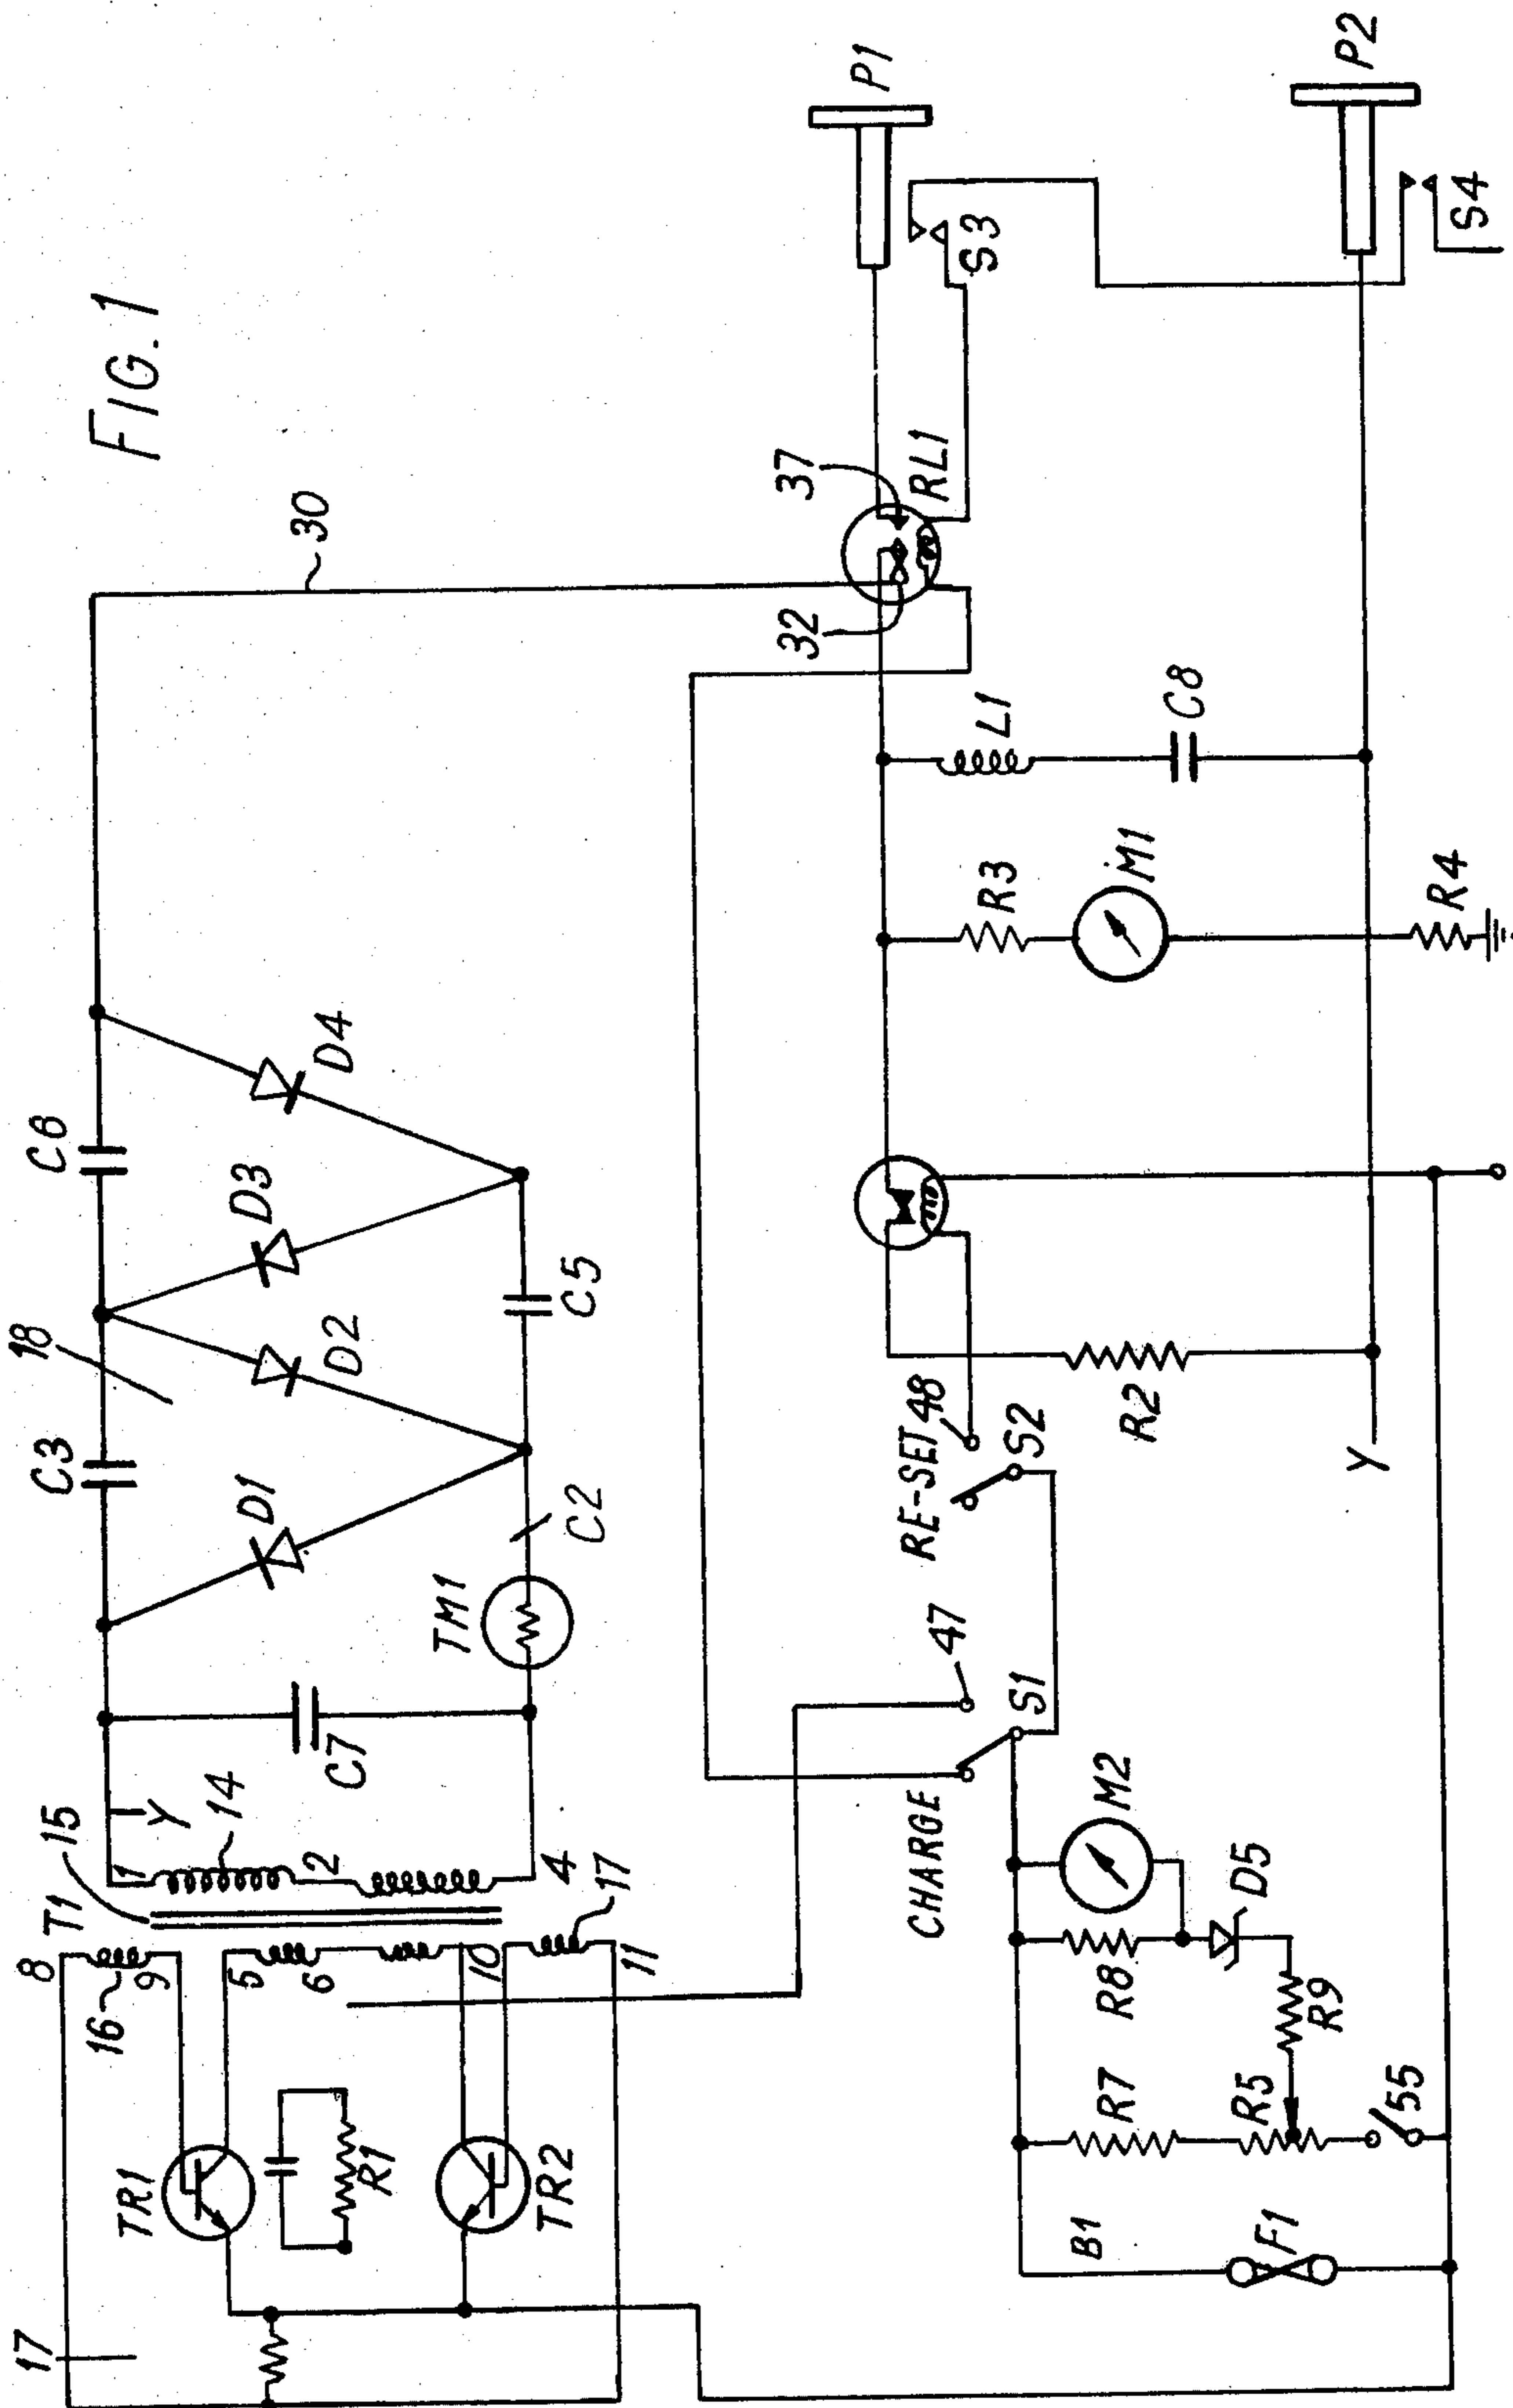 FIG. 1
17
8
T1
15
1
Y
14
2
4
17
11
10
6
5
9
16
TR1
R1
TR2
C7
TM1
C2
C3
D1
18
D2
D3
C6
C5
D4
30
37
32
RL1
P1
S3
P2
S4
L1
C8
R3
M1
R4
R2
Y
RE-SET 48
S2
47
S1
CHARGE
M2
D5
R8
R9
R7
R5
55
B1
F1